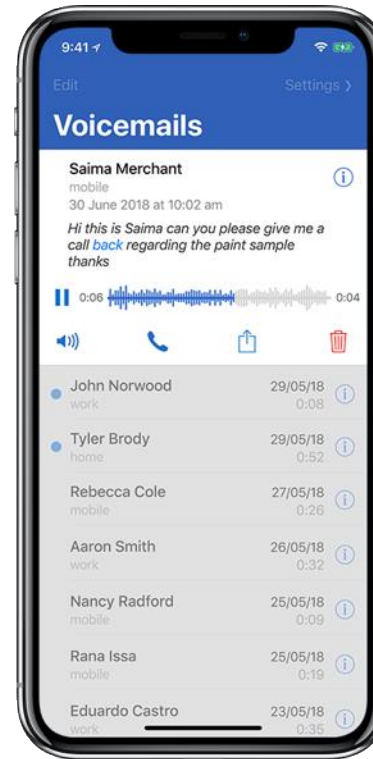 9:41
Edit Settings
Voicemails
Saima Merchant
mobile
30 June 2018 at 10:02 am
Hi this is Saima can you please give me a
call back regarding the paint sample
thanks
0:06 0:04
John Norwood 29/05/18
work 0:08
Tyler Brody 29/05/18
home 0:52
Rebecca Cole 27/05/18
mobile 0:26
Aaron Smith 26/05/18
work 0:32
Nancy Radford 25/05/18
mobile 0:09
Rana Issa 25/05/18
mobile 0:19
Eduardo Castro 23/05/18
work 0:35